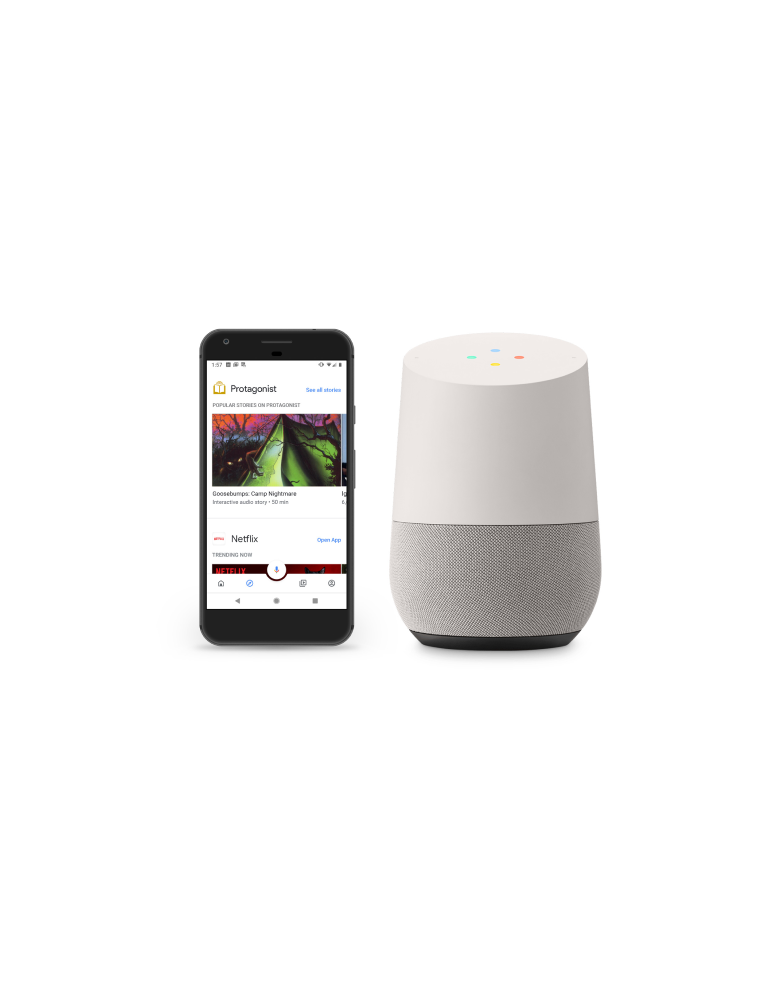 1:57
Protagonist
See all stories
POPULAR STORIES ON PROTAGONIST
Goosebumps: Camp Nightmare
Interactive audio story • 50 min
Netflix
Open App
NETFLIX
TRENDING NOW
NETFLIX